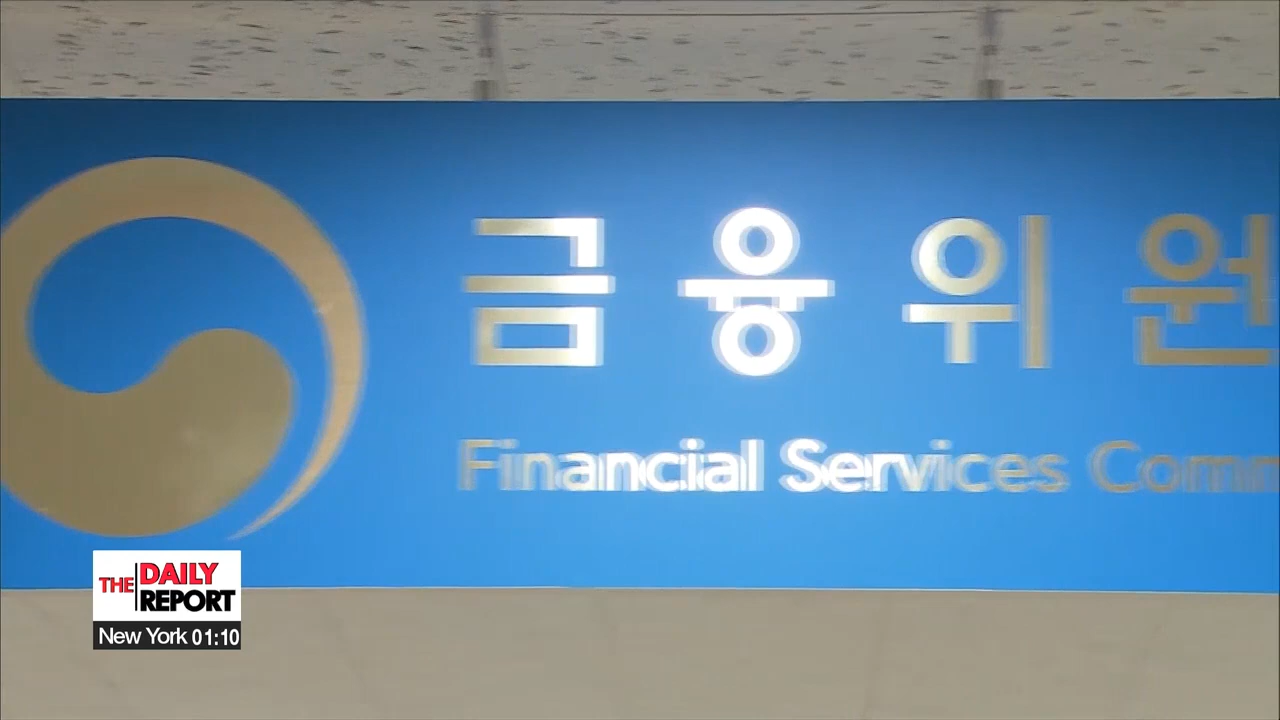 금융위원
Financial Services Comm
THE DAILY
REPORT
New York 01:10